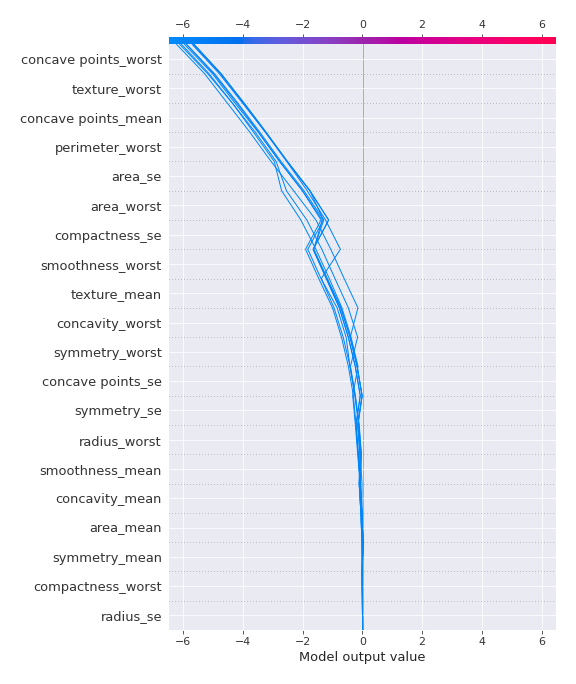 −6 −4 −2 0 2 4 6
concave points_worst
texture_worst
concave points_mean
perimeter_worst
area_se
area_worst
compactness_se
smoothness_worst
texture_mean
concavity_worst
symmetry_worst
concave points_se
symmetry_se
radius_worst
smoothness_mean
concavity_mean
area_mean
symmetry_mean
compactness_worst
radius_se
−6 −4 −2 0 2 4 6
Model output value